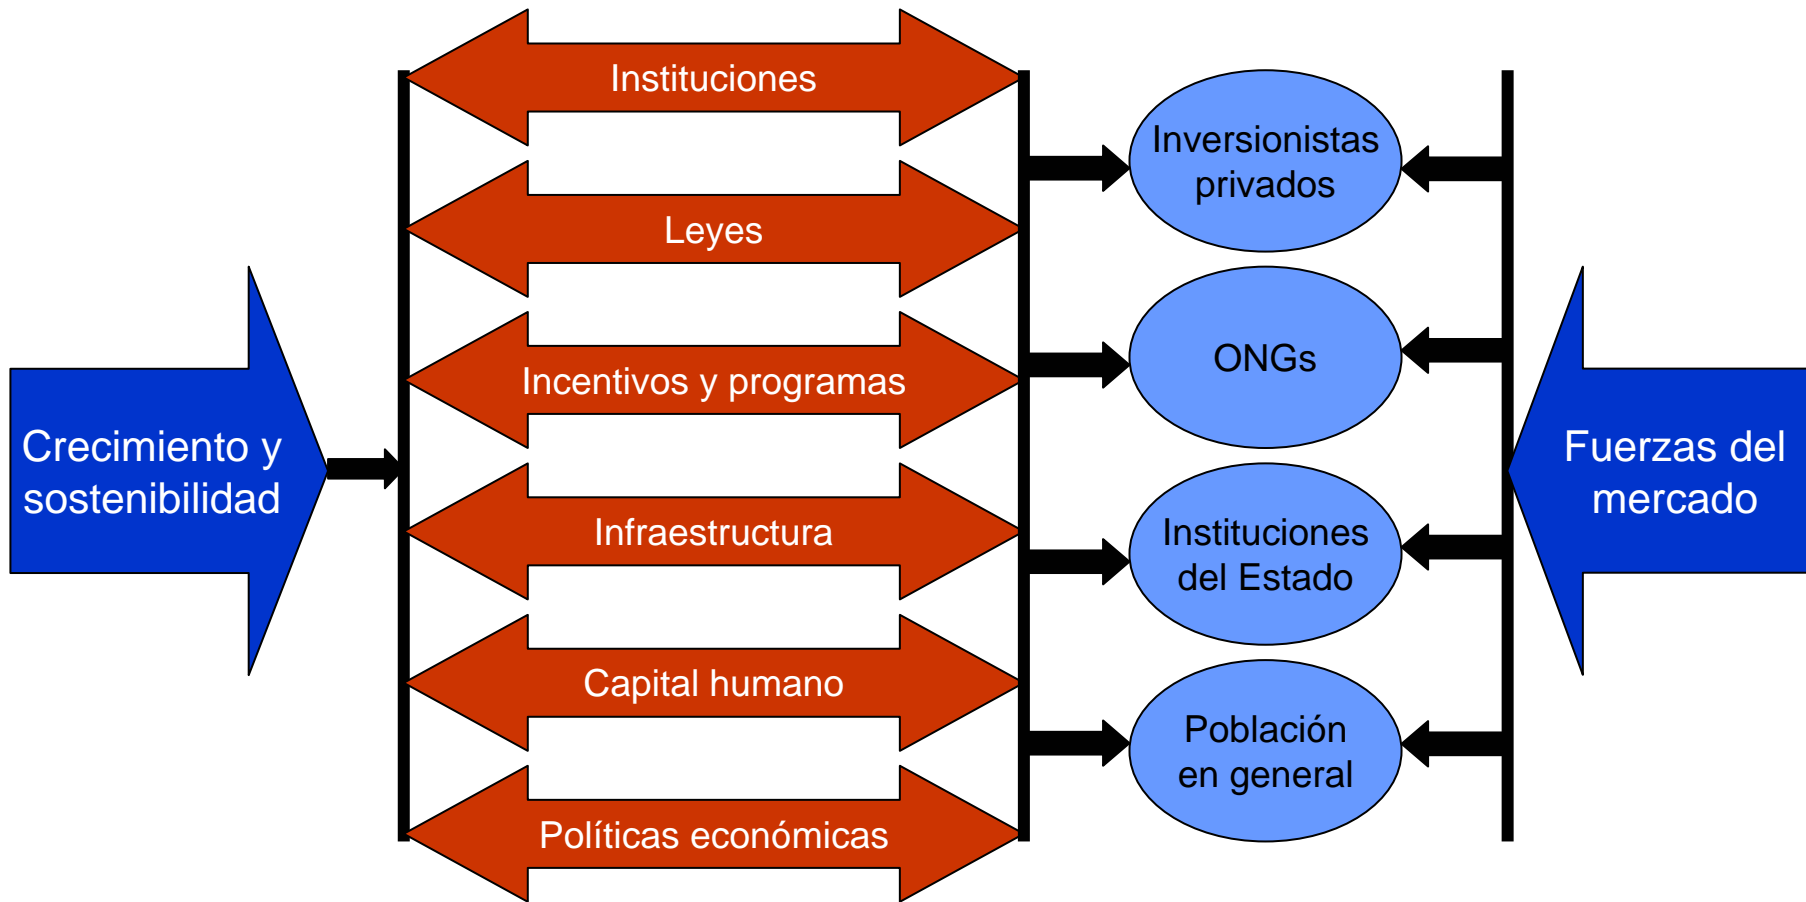 Crecimiento y
sostenibilidad
Instituciones
Leyes
Incentivos y programas
Infraestructura
Capital humano
Políticas económicas
Inversionistas
privados
ONGs
Instituciones
del Estado
Población
en general
Fuerzas del
mercado